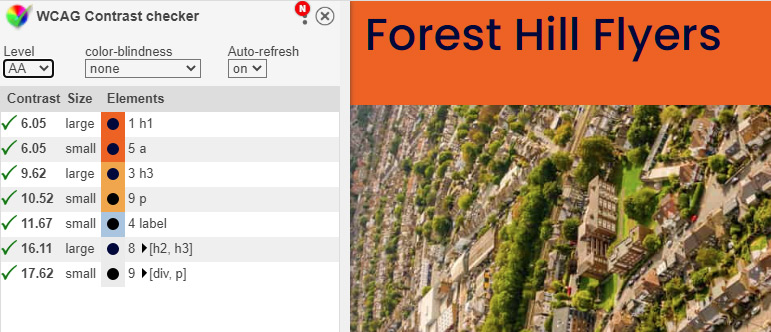 WCAG Contrast checker
N
Forest Hill Flyers
Level color-blindness Auto-refresh
AA none on
Contrast Size Elements
6.05 large 1 h1
6.05 small 5 a
9.62 large 3 h3
10.52 small 9 p
11.67 small 4 label
16.11 large 8 [h2, h3]
17.62 small 9 [div, p]